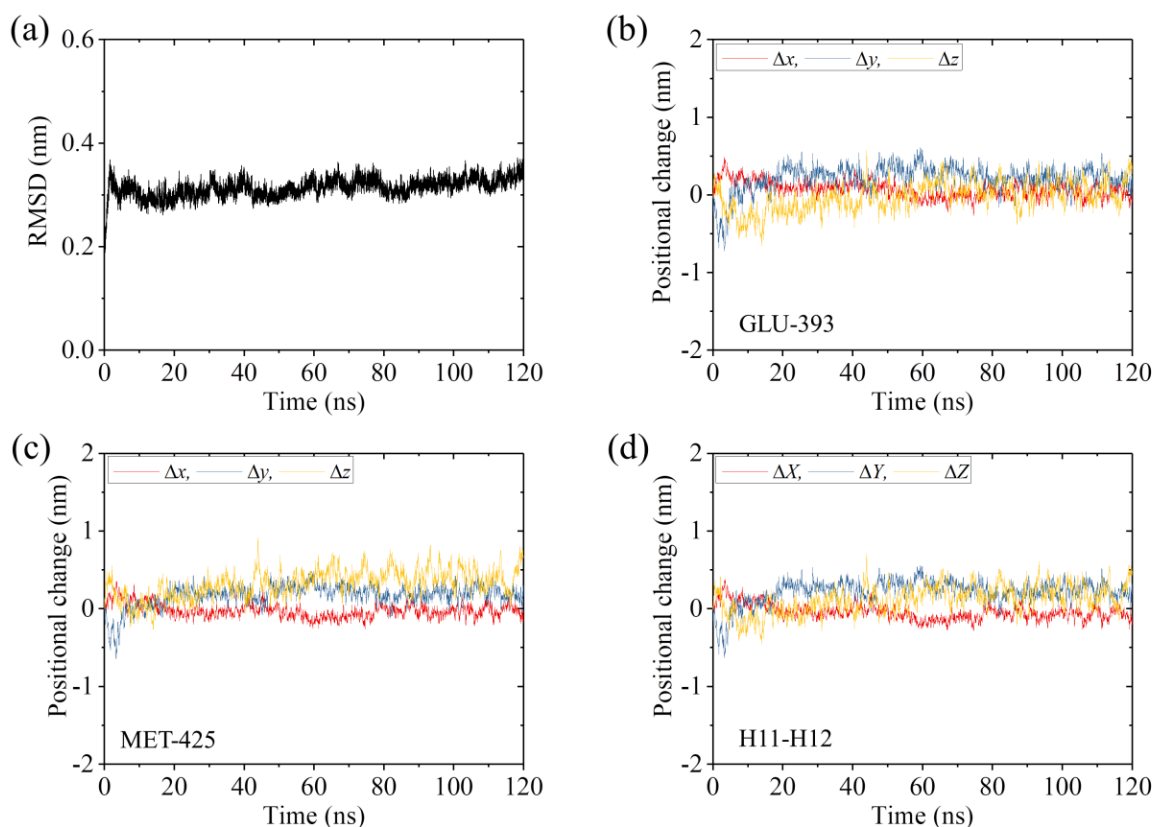 (a)
0.6
0.4
0.2
0.0
RMSD (nm)
0 20 40 60 80 100 120
Time (ns)
(b)
Δx, Δy, Δz
2
1
0
-1
-2
Positional change (nm)
GLU-393
0 20 40 60 80 100 120
Time (ns)
(c)
Δx, Δy, Δz
2
1
0
-1
-2
Positional change (nm)
MET-425
0 20 40 60 80 100 120
Time (ns)
(d)
ΔX, ΔY, ΔZ
2
1
0
-1
-2
Positional change (nm)
H11-H12
0 20 40 60 80 100 120
Time (ns)